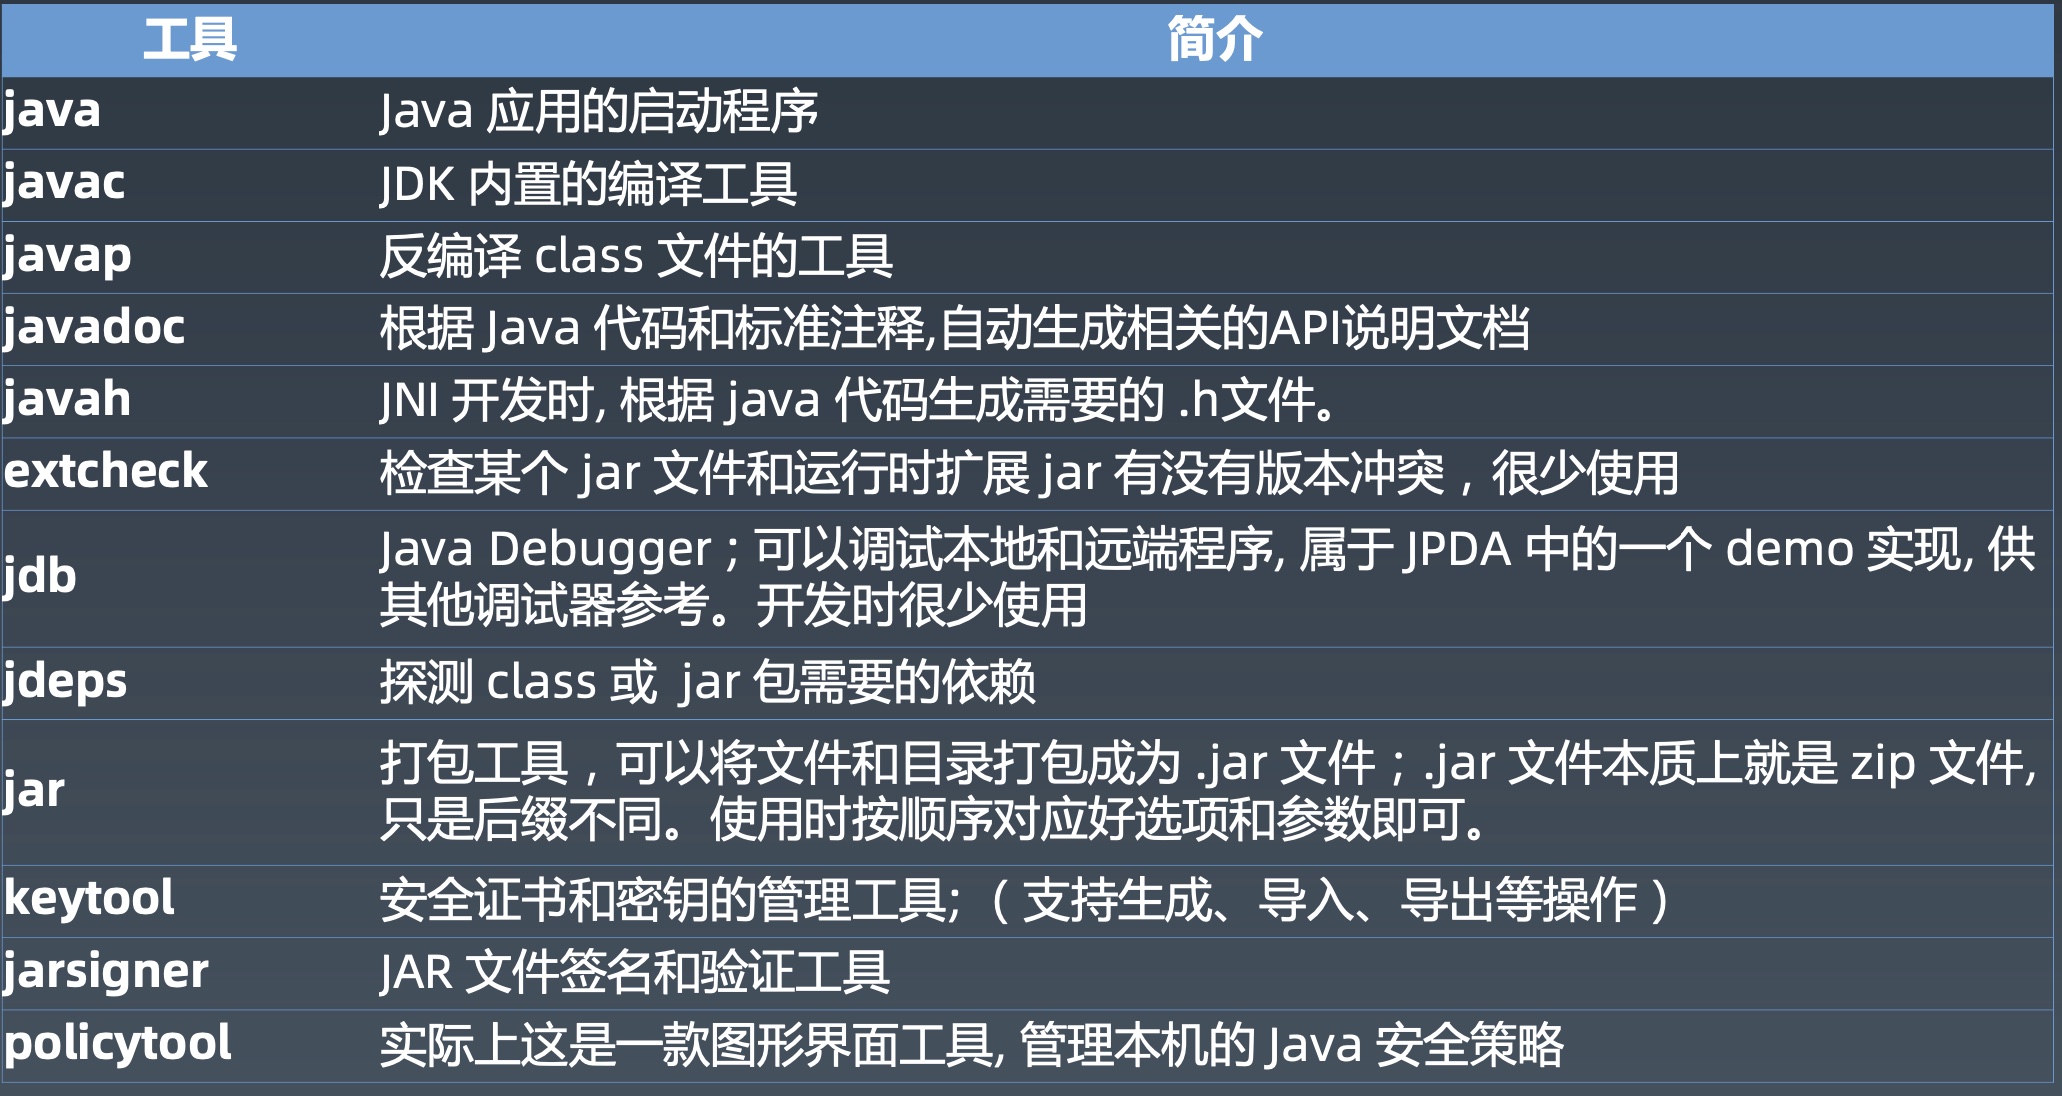 工具 简介
java Java 应用的启动程序
javac JDK 内置的编译工具
javap 反编译 class 文件的工具
javadoc 根据 Java 代码和标准注释,自动生成相关的API说明文档
javah JNI 开发时, 根据 java 代码生成需要的 .h文件。
extcheck 检查某个 jar 文件和运行时扩展 jar 有没有版本冲突，很少使用
jdb Java Debugger；可以调试本地和远端程序, 属于 JPDA 中的一个 demo 实现, 供
其他调试器参考。开发时很少使用
jdeps 探测 class 或 jar 包需要的依赖
jar 打包工具，可以将文件和目录打包成为 .jar 文件；.jar 文件本质上就是 zip 文件,
只是后缀不同。使用时按顺序对应好选项和参数即可。
keytool 安全证书和密钥的管理工具;（支持生成、导入、导出等操作）
jarsigner JAR 文件签名和验证工具
policytool 实际上这是一款图形界面工具, 管理本机的 Java 安全策略